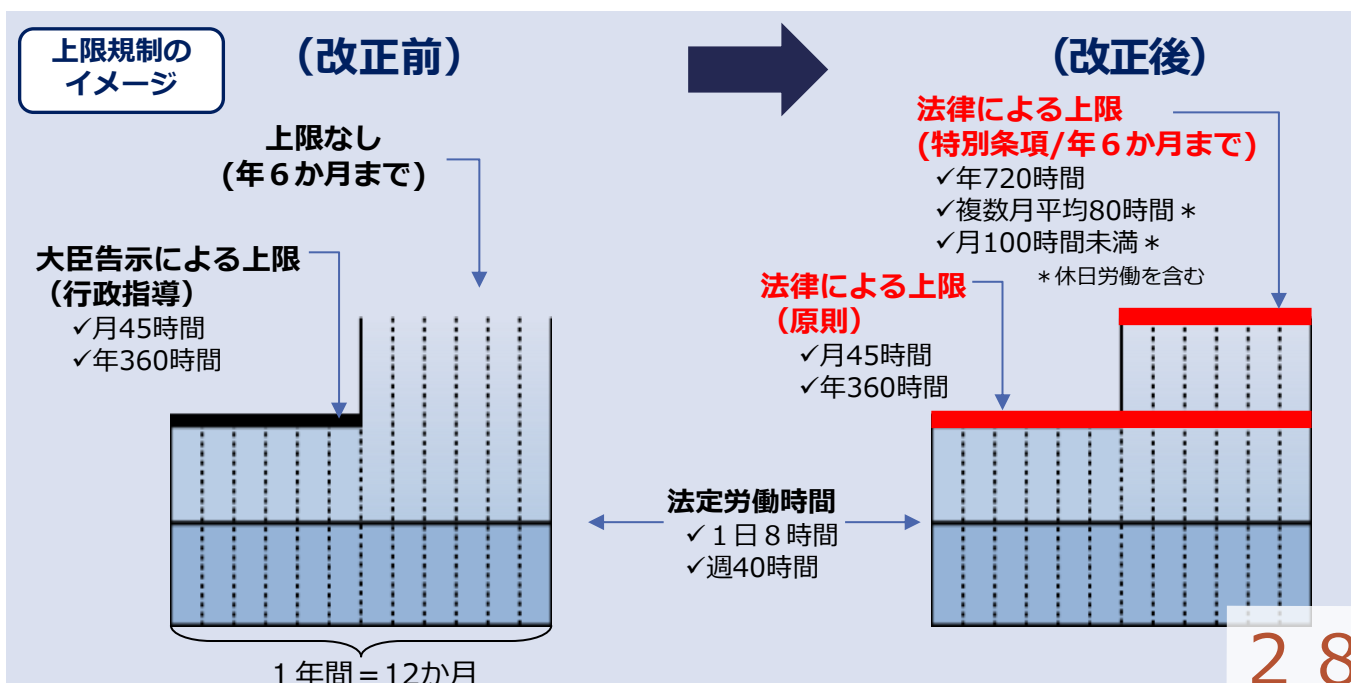 上限規制の
イメージ
（改正前）
（改正後）
上限なし
(年６か月まで)
大臣告示による上限
（行政指導）
✓月45時間
✓年360時間
法律による上限
(特別条項/年６か月まで)
✓年720時間
✓複数月平均80時間＊
✓月100時間未満＊
＊休日労働を含む
法律による上限
（原則）
✓月45時間
✓年360時間
法定労働時間
✓１日８時間
✓週40時間
１年間＝12か月
２８